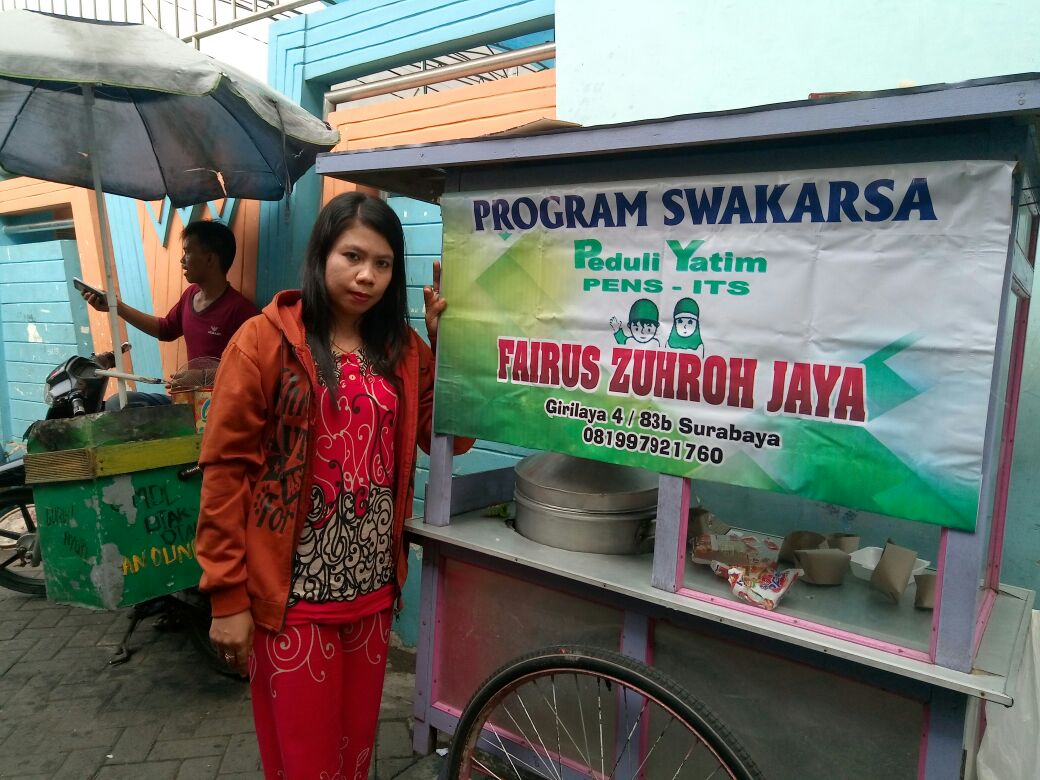 PROGRAM SWAKARSA
Peduli Yatim
PENS - ITS
FAIRUS ZUHROH JAYA
Girilaya 4 / 83b Surabaya
081997921760